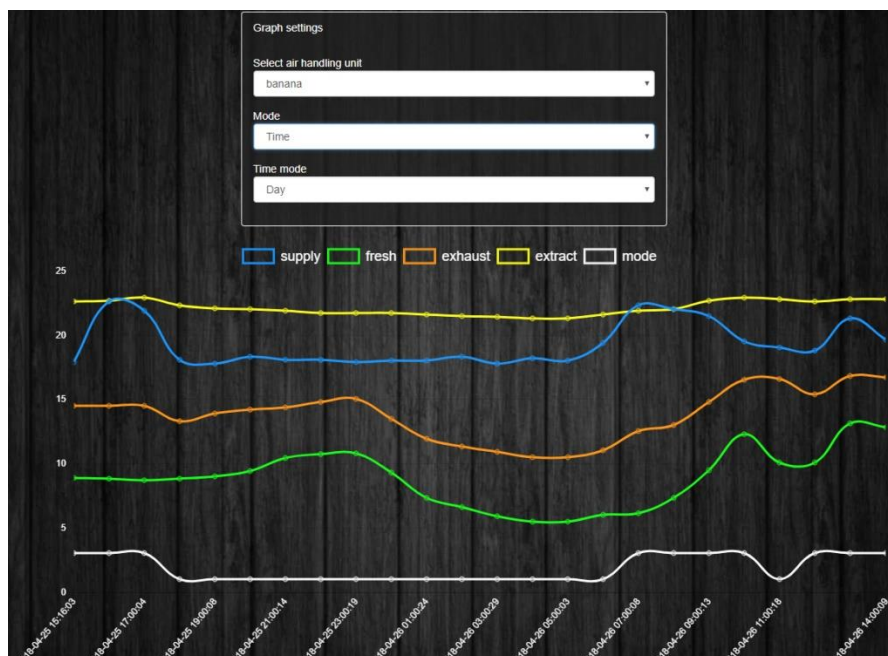 Graph settings
Select air handling unit
banana
Mode
Time
Time mode
Day
supply fresh exhaust extract mode
25
20
15
10
5
0
18-04-25 15:16:03
18-04-25 17:00:04
18-04-25 19:00:08
18-04-25 21:00:14
18-04-25 23:00:19
18-04-26 01:00:24
18-04-26 03:00:29
18-04-26 05:00:03
18-04-26 07:00:08
18-04-26 09:00:13
18-04-26 11:00:18
18-04-26 14:00:09